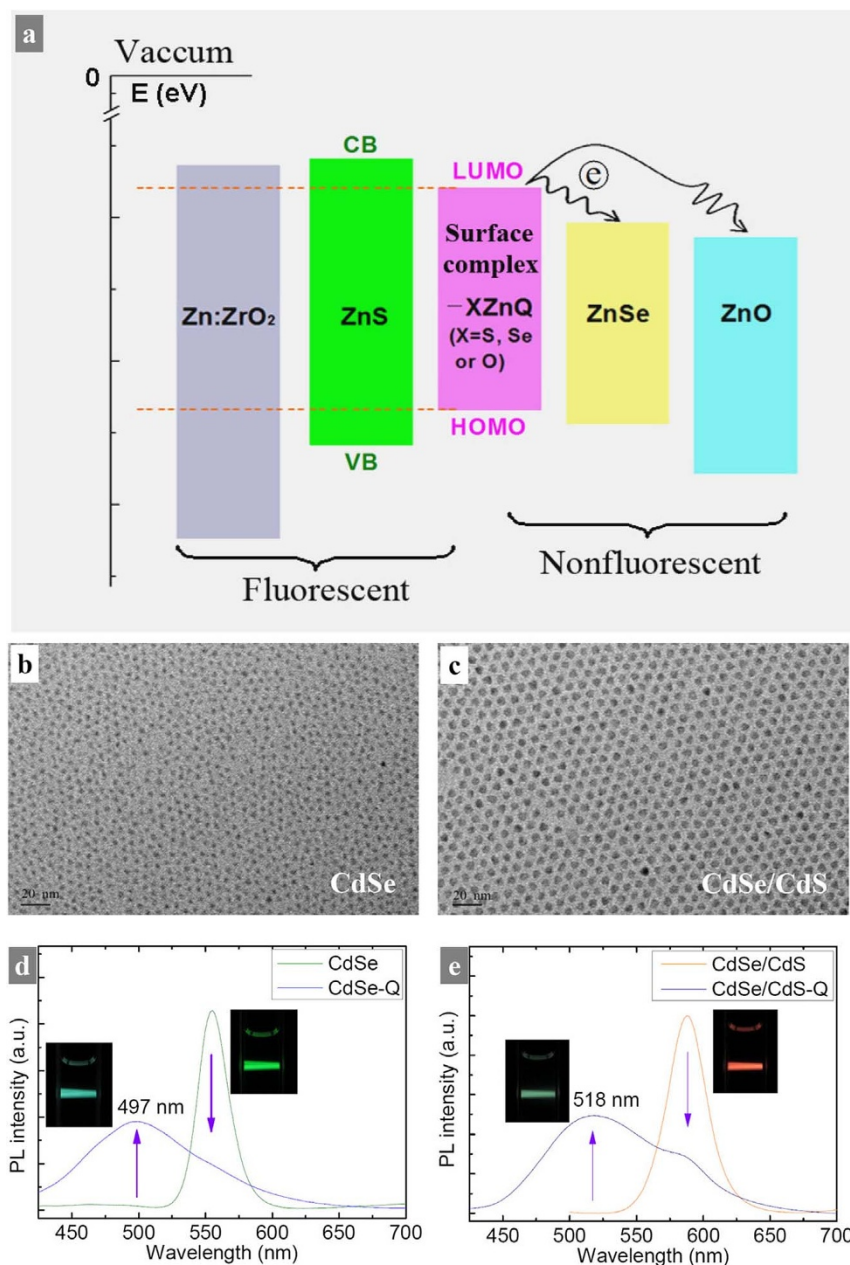 a
Vaccum
0
E (eV)
CB
LUMO
e
Surface
complex
Zn:ZrO₂
ZnS
–XZnQ
(X=S, Se
or O)
ZnSe
ZnO
HOMO
VB
Fluorescent
Nonfluorescent
b
20 nm
CdSe
c
20 nm
CdSe/CdS
d
CdSe
CdSe-Q
497 nm
PL intensity (a.u.)
450 500 550 600 650 700
Wavelength (nm)
e
CdSe/CdS
CdSe/CdS-Q
518 nm
PL intensity (a.u.)
450 500 550 600 650 700
Wavelength (nm)